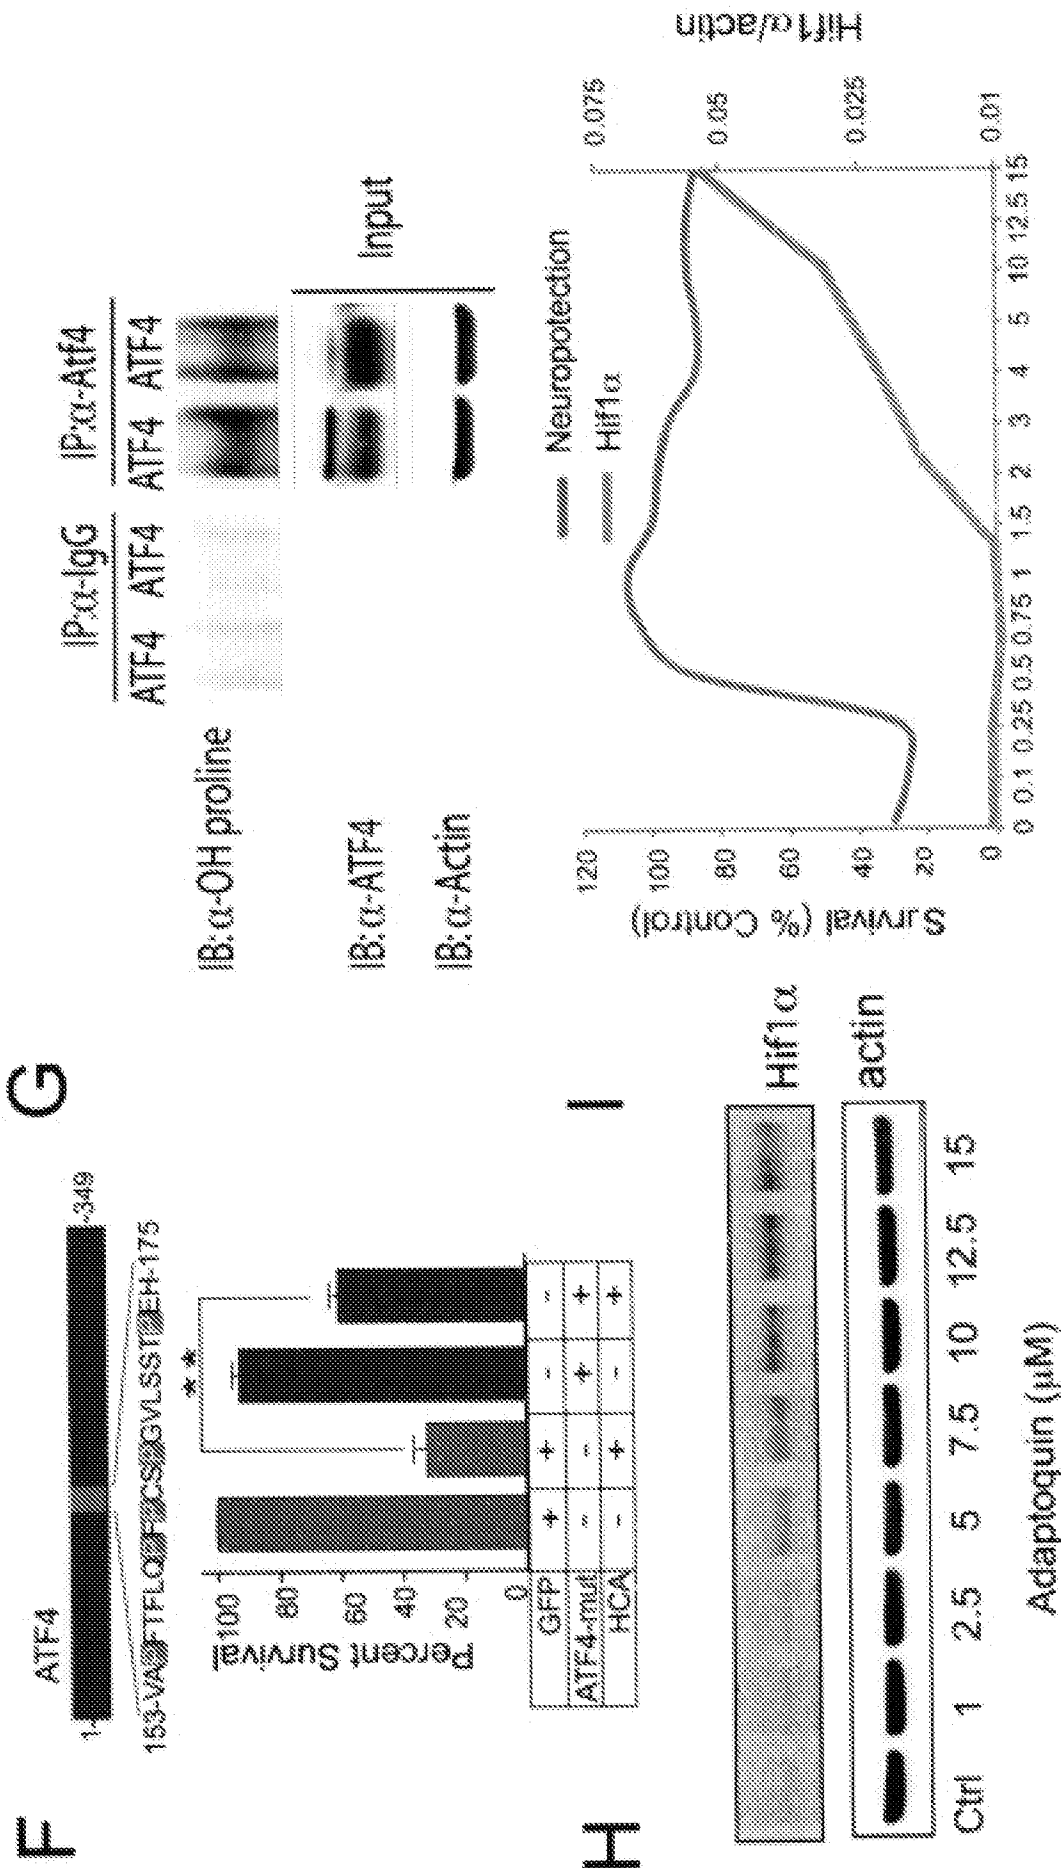 F
ATF4
1-
-349
153-VA FTFLQ F CS GVLSST EH-175
Percent Survival
100
80
60
40
20
0
**
GFP + + - -
ATF4-mut - - + +
HCA - + - +
G
IP:α-IgG IP:α-Atf4
ATF4 ATF4 ATF4 ATF4
IB:α-OH proline
IB:α-ATF4
IB:α-Actin
Input
H
Hif1α
actin
Ctrl 1 2.5 5 7.5 10 12.5 15
Adaptoquin (μM)
I
Neuropotection
Hif1α
Survival (% Control)
120
100
80
60
40
20
0
0 0.1 0.25 0.5 0.75 1 1.5 2 3 4 5 10 12.5 15
0.075
0.05
0.025
0.01
Hif1α/actin